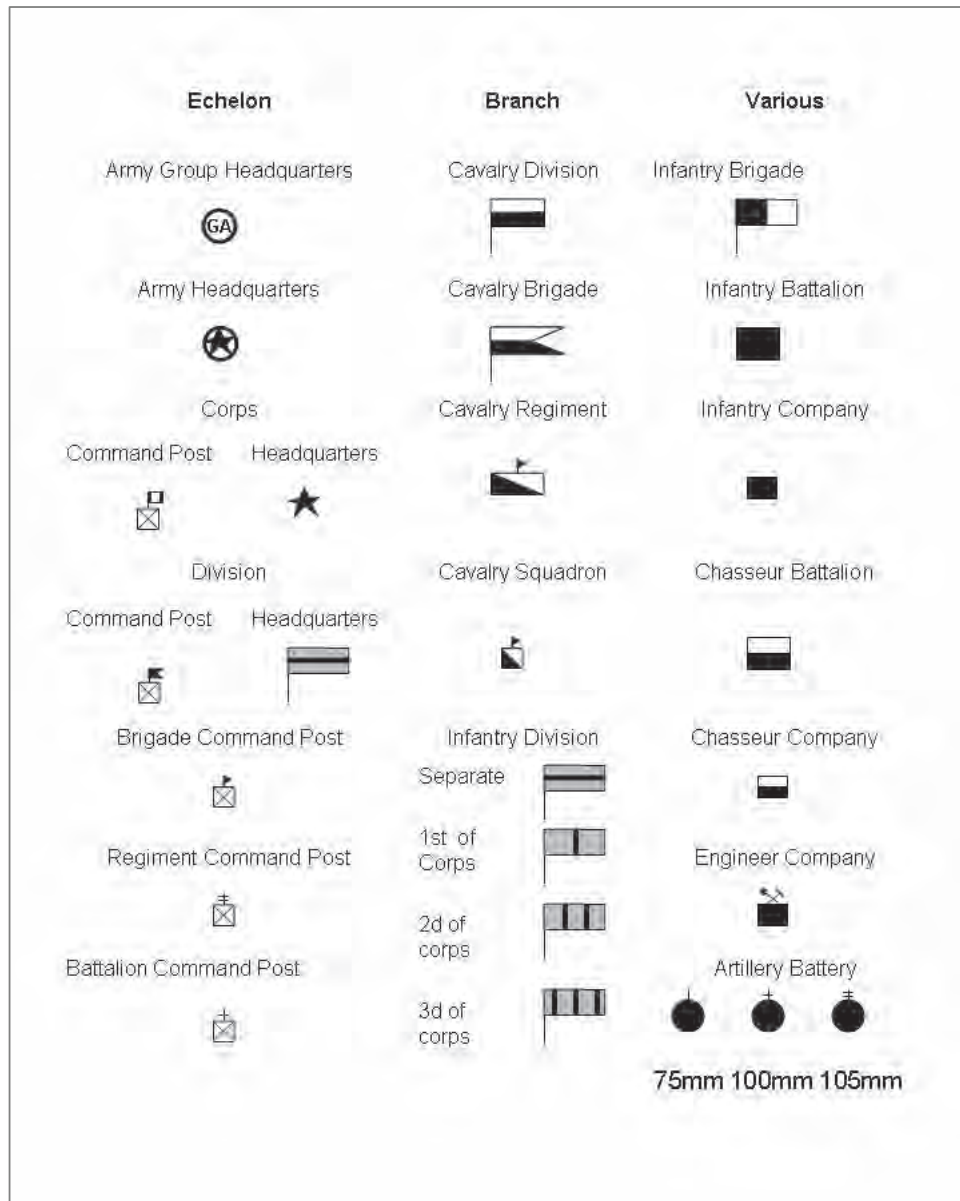 Echelon
Branch
Various
Army Group Headquarters
Cavalry Division
Infantry Brigade
GA
Army Headquarters
Cavalry Brigade
Infantry Battalion
Corps
Cavalry Regiment
Infantry Company
Command Post
Headquarters
Division
Cavalry Squadron
Chasseur Battalion
Command Post
Headquarters
Brigade Command Post
Infantry Division
Chasseur Company
Separate
1st of
Corps
Regiment Command Post
Engineer Company
2d of
corps
Battalion Command Post
Artillery Battery
3d of
corps
75mm 100mm 105mm